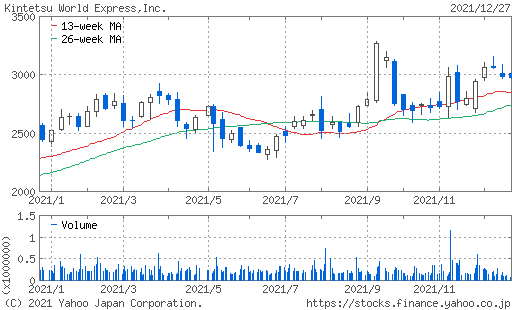 Kintetsu World Express,Inc. 2021/12/27
13-week MA
26-week MA
3500
3000
2500
2000
2021/1 2021/3 2021/5 2021/7 2021/9 2021/11
Volume
1.5
1
0.5
0
(x1000000)
2021/1 2021/3 2021/5 2021/7 2021/9 2021/11
(C) 2021 Yahoo Japan Corporation. https://stocks.finance.yahoo.co.jp/